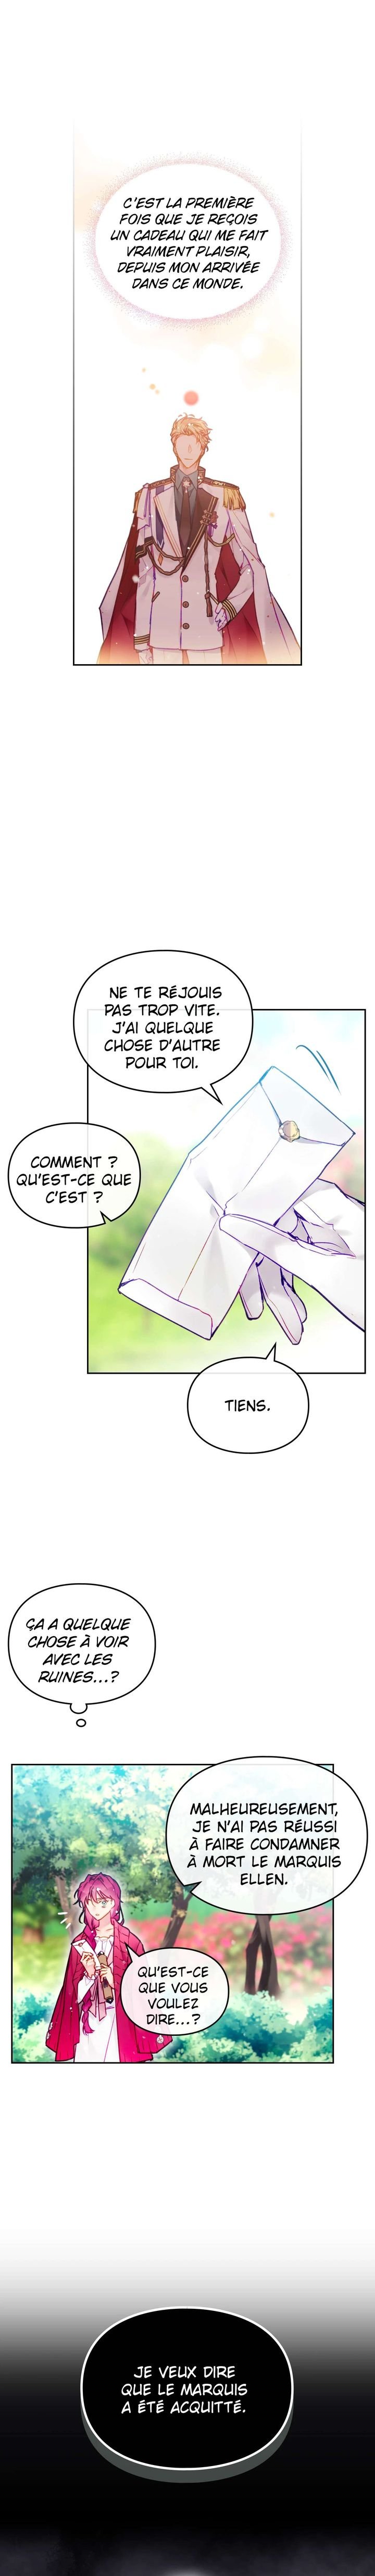 C'EST LA PREMIÈRE
FOIS QUE JE REÇOIS
UN CADEAU QUI ME FAIT
VRAIMENT PLAISIR,
DEPUIS MON ARRIVÉE
DANS CE MONDE.
NE TE RÉJOUIS
PAS TROP VITE.
J'AI QUELQUE
CHOSE D'AUTRE
POUR TOI.
COMMENT ?
QU'EST-CE QUE
C'EST ?
TIENS.
ÇA A QUELQUE
CHOSE À VOIR
AVEC LES
RUINES...?
MALHEUREUSEMENT,
JE N'AI PAS RÉUSSI
À FAIRE CONDAMNER
À MORT LE MARQUIS
ELLEN.
QU'EST-CE
QUE VOUS
VOULEZ
DIRE...?
JE VEUX DIRE
QUE LE MARQUIS
A ÉTÉ ACQUITTÉ.